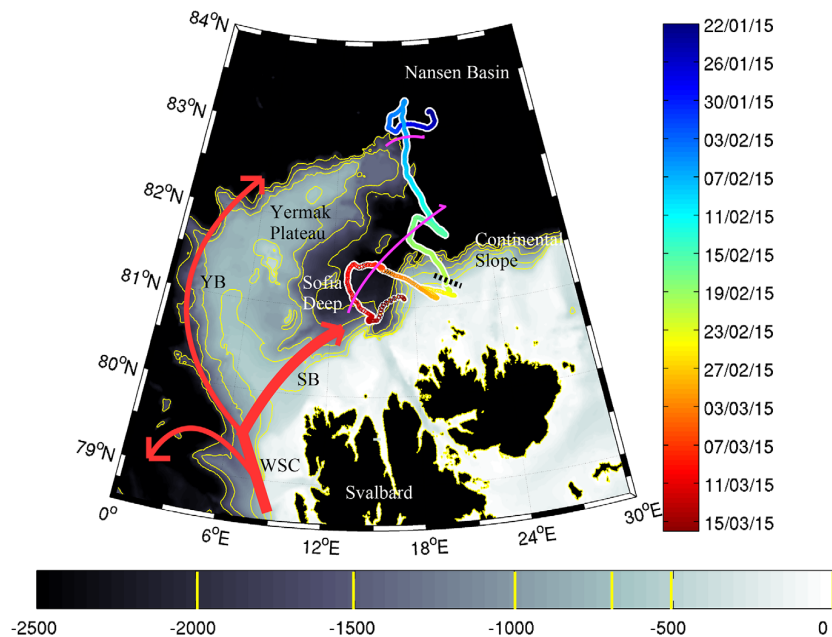 84°N
83°N
82°N
81°N
80°N
79°N
0°
6°E
12°E
18°E
24°E
30°E
Nansen Basin
Yermak
Plateau
Continental
Slope
YB
Sofia
Deep
SB
WSC
Svalbard
22/01/15
26/01/15
30/01/15
33/02/15
07/02/15
11/02/15
15/02/15
19/02/15
23/02/15
27/02/15
03/03/15
07/03/15
11/03/15
15/03/15
-2500
-2000
-1500
-1000
-500
0